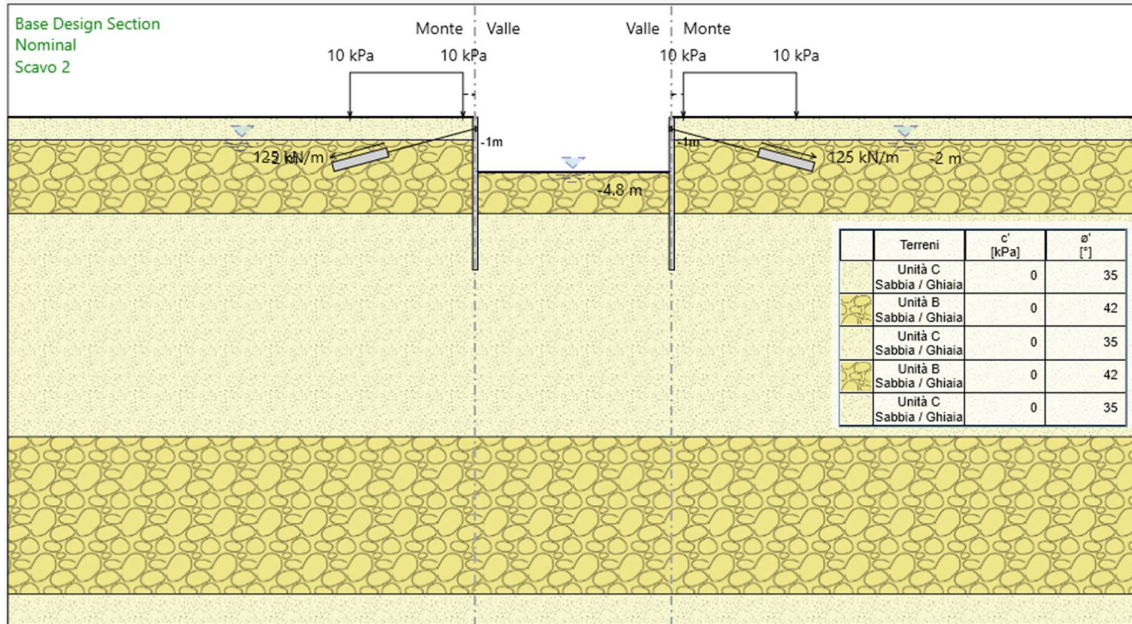 Base Design Section
Nominal
Scavo 2
Monte Valle Valle Monte
10 kPa 10 kPa 10 kPa 10 kPa
-1m -1m
125 kN/m -2 m 125 kN/m -2 m
-4.8 m
Terreni c' [kPa] ø' [°]
Unità C Sabbia / Ghiaia 0 35
Unità B Sabbia / Ghiaia 0 42
Unità C Sabbia / Ghiaia 0 35
Unità B Sabbia / Ghiaia 0 42
Unità C Sabbia / Ghiaia 0 35